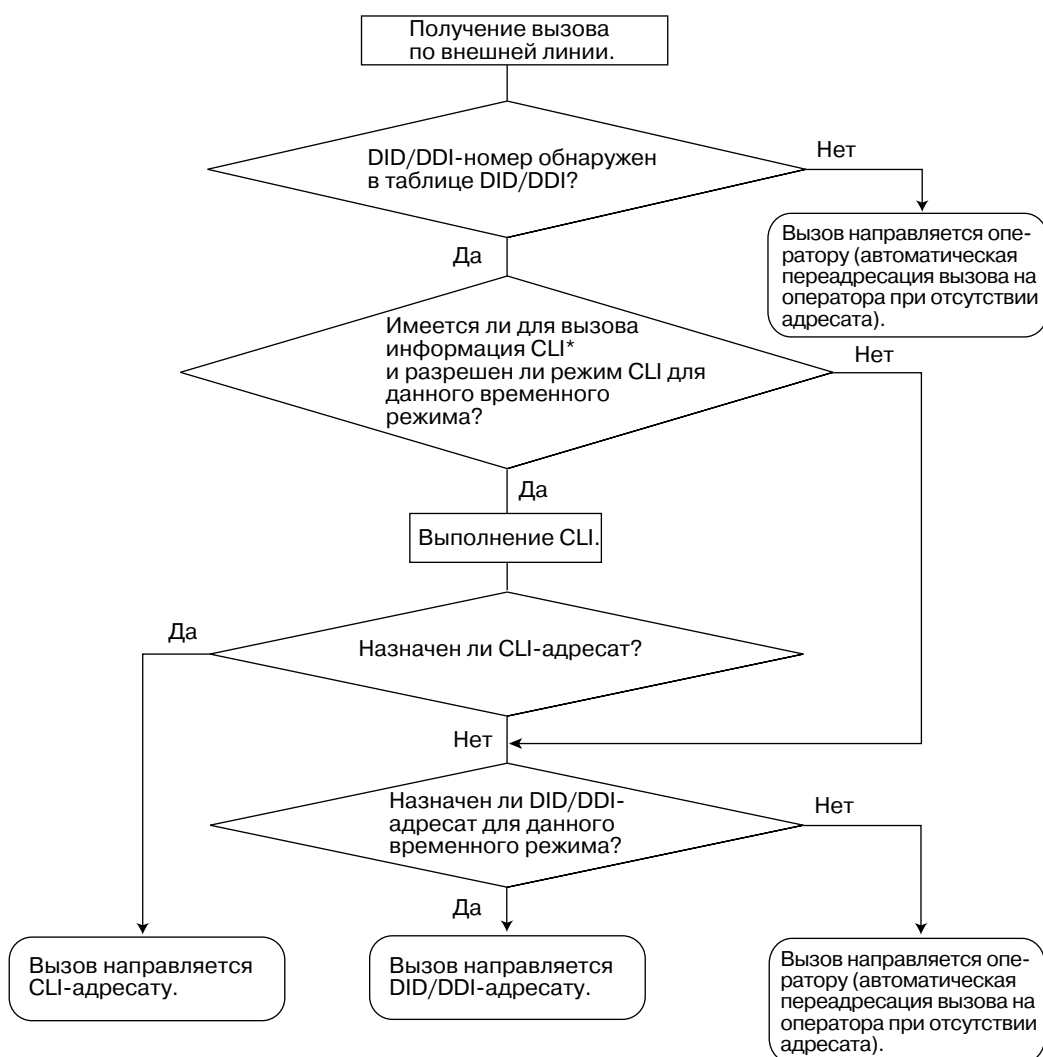 Получение вызова
по внешней линии.
DID/DDI-номер обнаружен
в таблице DID/DDI?
Нет
Вызов направляется опе-
ратору (автоматическая
переадресация вызова на
оператора при отсутствии
адресата).
Да
Имеется ли для вызова
информация CLI*
и разрешен ли режим CLI для
данного временного
режима?
Нет
Да
Выполнение CLI.
Да
Назначен ли CLI-адресат?
Нет
Назначен ли DID/DDI-
адресат для данного
временного режима?
Нет
Да
Вызов направляется
CLI-адресату.
Вызов направляется
DID/DDI-адресату.
Вызов направляется опе-
ратору (автоматическая
переадресация вызова на
оператора при отсутствии
адресата).